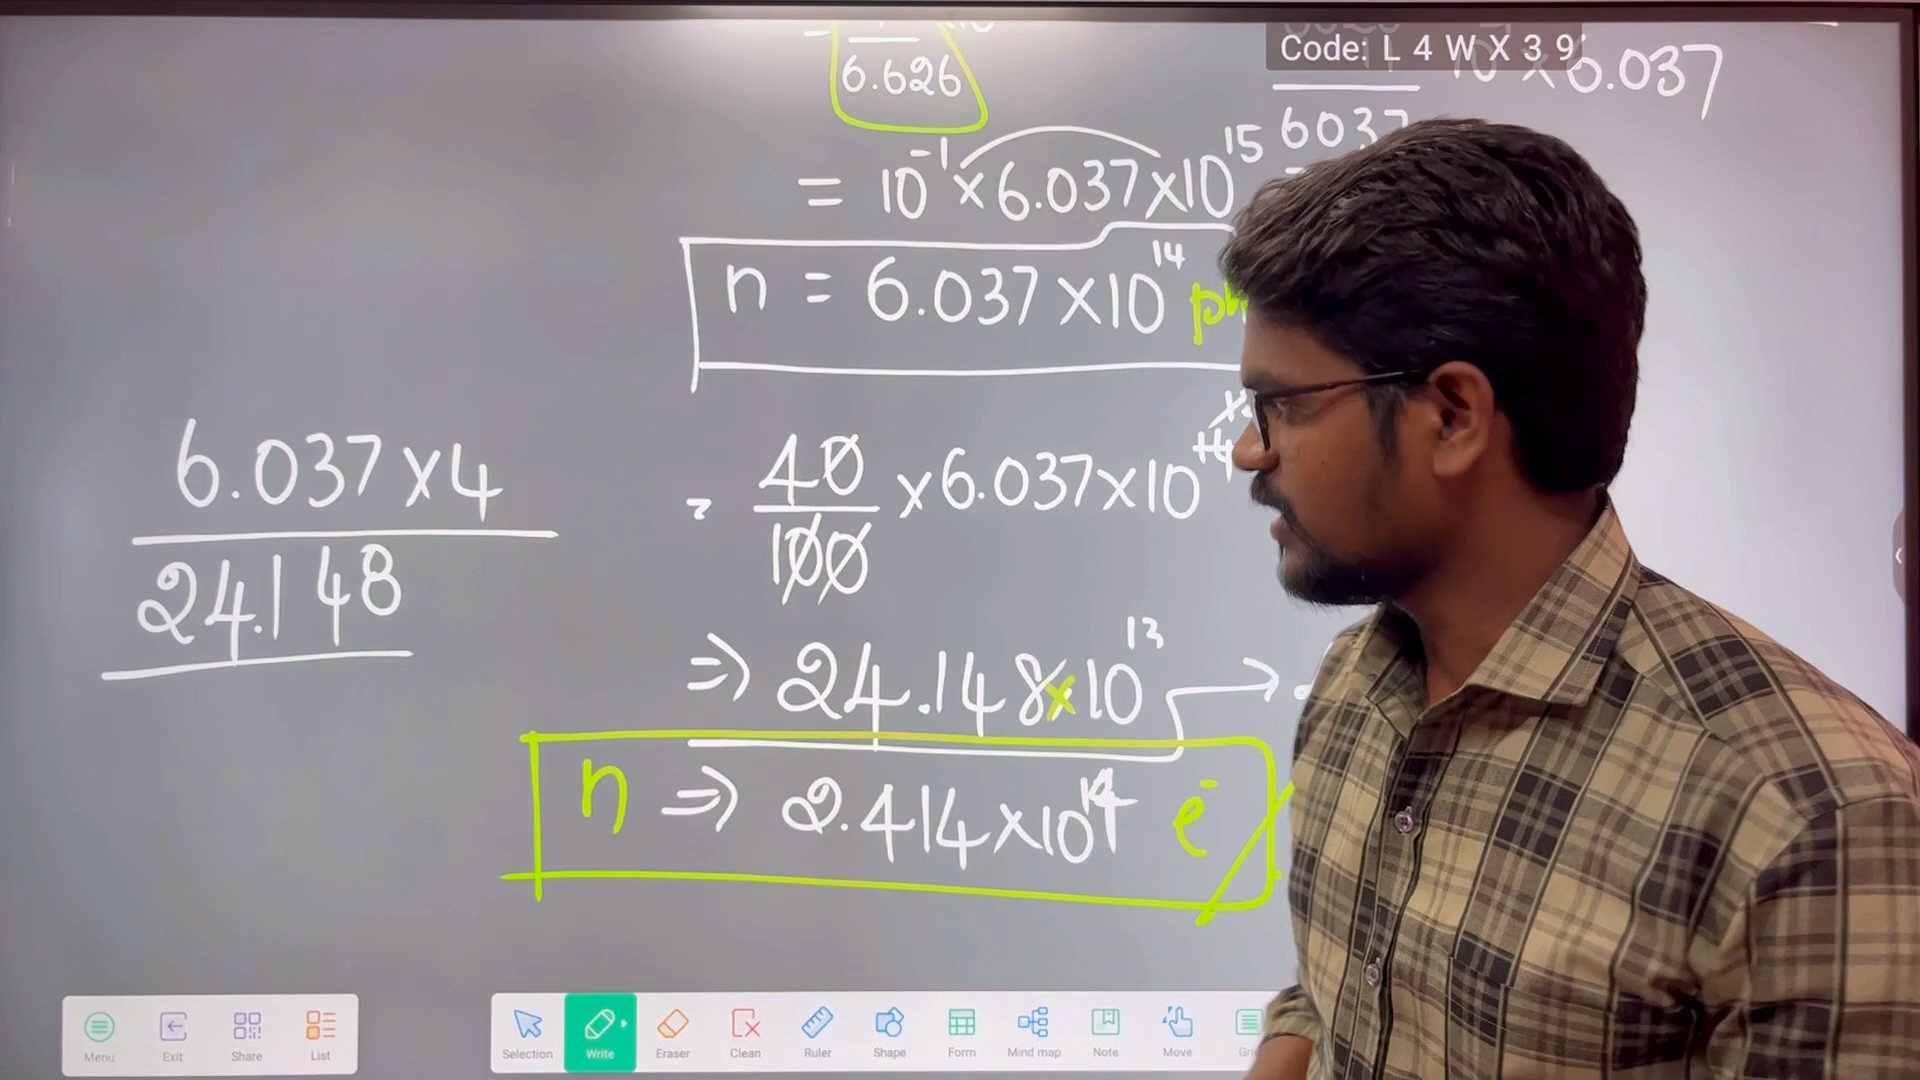 6.626
Code: L 4 W X 3 9
10 × 6.037
6037
= 10⁻¹ × 6.037 × 10¹⁵
n = 6.037 × 10¹⁴
= 40/100 × 6.037 × 10¹⁴
6.037 × 4
24.148
⇒ 24.148 × 10¹³
n ⇒ 2.414 × 10¹⁴ e⁻
Menu
Exit
Share
List
Selection
Write
Eraser
Clean
Ruler
Shape
Form
Mind map
Note
Move